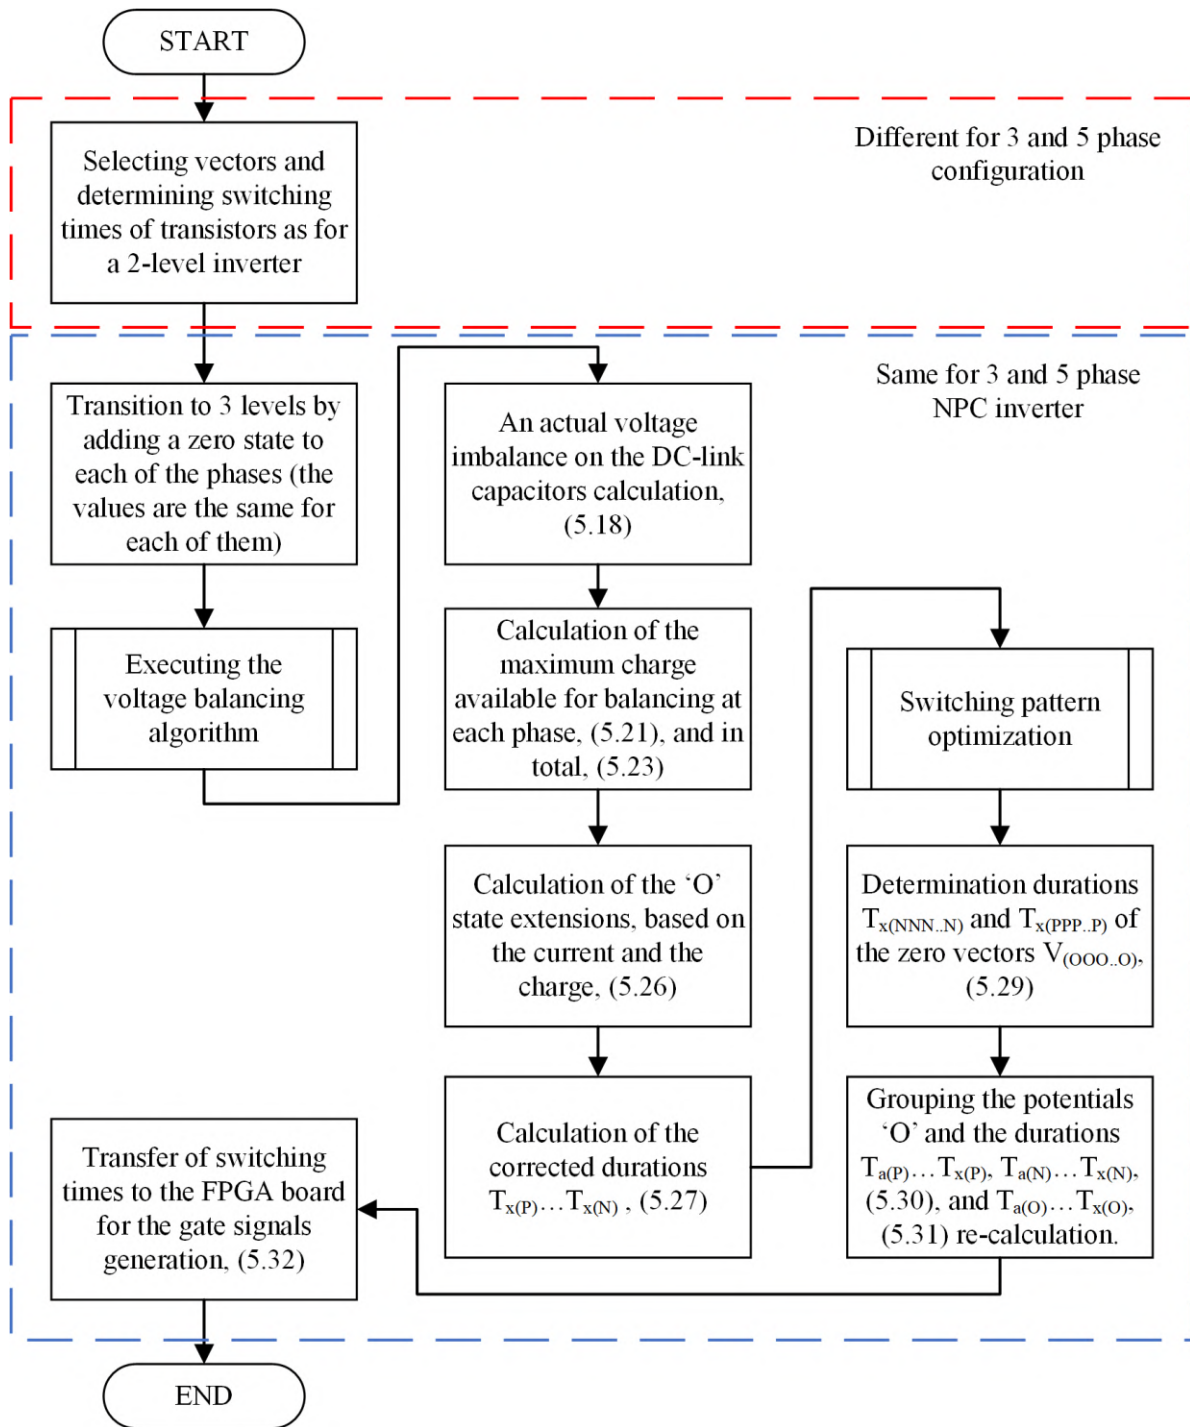 START
Different for 3 and 5 phase
configuration
Selecting vectors and
determining switching
times of transistors as for
a 2-level inverter
Same for 3 and 5 phase
NPC inverter
Transition to 3 levels by
adding a zero state to
each of the phases (the
values are the same for
each of them)
Executing the
voltage balancing
algorithm
An actual voltage
imbalance on the DC-link
capacitors calculation,
(5.18)
Calculation of the
maximum charge
available for balancing at
each phase, (5.21), and in
total, (5.23)
Calculation of the ‘O’
state extensions, based on
the current and the
charge, (5.26)
Calculation of the
corrected durations
Tx(P)…Tx(N) , (5.27)
Switching pattern
optimization
Determination durations
Tx(NNN..N) and Tx(PPP..P) of
the zero vectors V(OOO..O),
(5.29)
Grouping the potentials
‘O’ and the durations
Ta(P)…Tx(P), Ta(N)…Tx(N),
(5.30), and Ta(O)…Tx(O),
(5.31) re-calculation.
Transfer of switching
times to the FPGA board
for the gate signals
generation, (5.32)
END